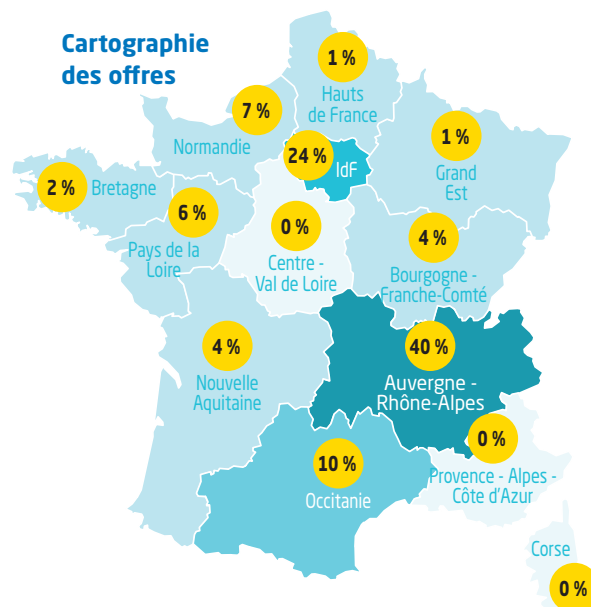 Cartographie
des offres
1 %
Hauts
de France
7 %
Normandie
24 %
IdF
1 %
Grand
Est
2 %
Bretagne
6 %
Pays de la
Loire
0 %
Centre -
Val de Loire
4 %
Bourgogne -
Franche-Comté
4 %
Nouvelle
Aquitaine
40 %
Auvergne -
Rhône-Alpes
10 %
Occitanie
0 %
Provence - Alpes -
Côte d'Azur
Corse
0 %